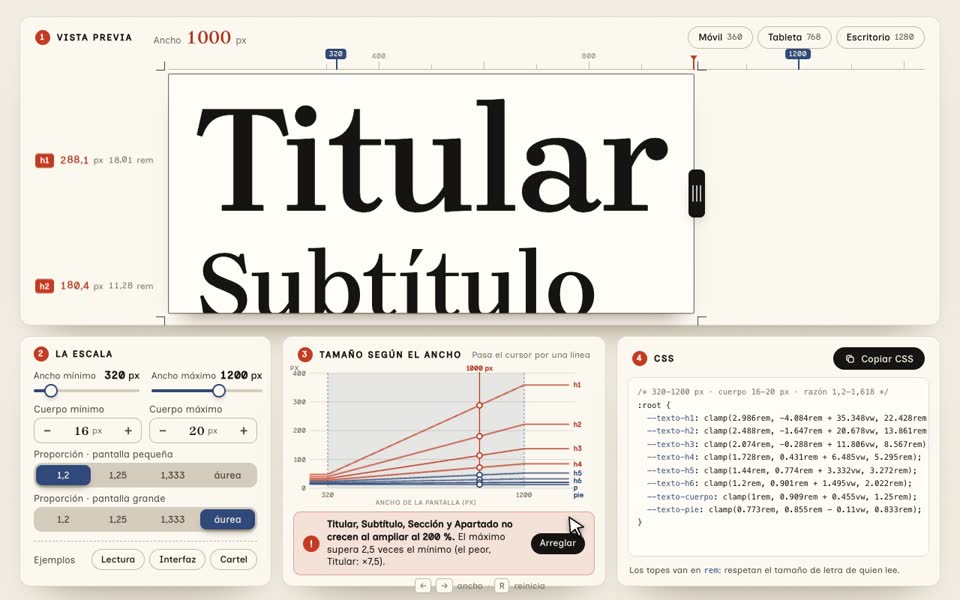 1 VISTA PREVIA Ancho 1000 px Móvil 360 Tableta 768 Escritorio 1280
320 400 800 1200
Titular
h1 288,1 px 18,01 rem
Subtítulo
h2 180,4 px 11,28 rem
2 LA ESCALA
Ancho mínimo 320 px Ancho máximo 1200 px
Cuerpo mínimo Cuerpo máximo
− 16 px + − 20 px +
Proporción · pantalla pequeña
1,2 1,25 1,333 áurea
Proporción · pantalla grande
1,2 1,25 1,333 áurea
Ejemplos Lectura Interfaz Cartel
3 TAMAÑO SEGÚN EL ANCHO Pasa el cursor por una línea
PX 1000 px
400
300
200
100
0
h1
h2
h3
h4
h5
h6
p
pie
320 1200
ANCHO DE LA PANTALLA (PX)
! Titular, Subtítulo, Sección y Apartado no
crecen al ampliar al 200 %. El máximo
supera 2,5 veces el mínimo (el peor,
Titular: ×7,5).
Arreglar
4 CSS Copiar CSS
/* 320–1200 px · cuerpo 16–20 px · razón 1,2–1,618 */
:root {
--texto-h1: clamp(2.986rem, -4.084rem + 35.348vw, 22.428rem
--texto-h2: clamp(2.488rem, -1.647rem + 20.678vw, 13.861rem
--texto-h3: clamp(2.074rem, -0.288rem + 11.806vw, 8.567rem)
--texto-h4: clamp(1.728rem, 0.431rem + 6.485vw, 5.295rem);
--texto-h5: clamp(1.44rem, 0.774rem + 3.332vw, 3.272rem);
--texto-h6: clamp(1.2rem, 0.901rem + 1.495vw, 2.022rem);
--texto-cuerpo: clamp(1rem, 0.909rem + 0.455vw, 1.25rem);
--texto-pie: clamp(0.773rem, 0.855rem − 0.11vw, 0.833rem);
}
Los topes van en rem: respetan el tamaño de letra de quien lee.
← → ancho · R reinicia